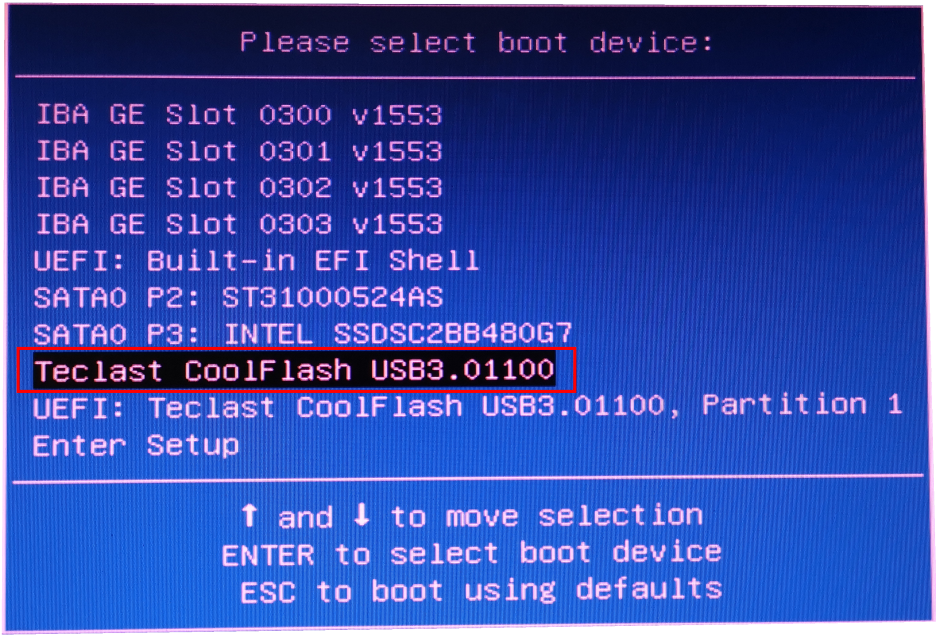 Please select boot device:
IBA GE Slot 0300 v1553
IBA GE Slot 0301 v1553
IBA GE Slot 0302 v1553
IBA GE Slot 0303 v1553
UEFI: Built-in EFI Shell
SATA0 P2: ST31000524AS
SATA0 P3: INTEL SSDSC2BB480G7
Teclast CoolFlash USB3.01100
UEFI: Teclast CoolFlash USB3.01100, Partition 1
Enter Setup
↑ and ↓ to move selection
ENTER to select boot device
ESC to boot using defaults